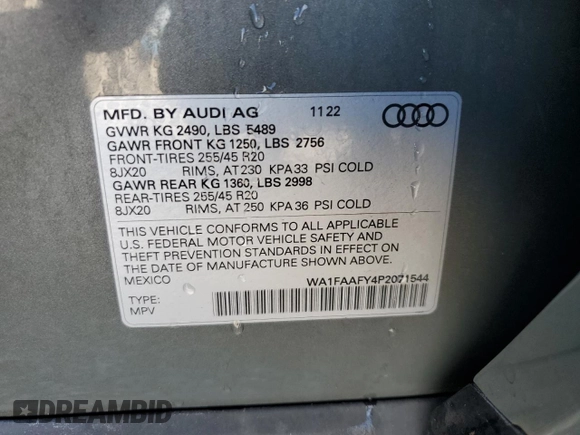 MFD. BY AUDI AG 11 22
GVWR KG 2490, LBS 5489
GAWR FRONT KG 1250, LBS 2756
FRONT-TIRES 255/45 R20
8JX20 RIMS, AT 230 KPA 33 PSI COLD
GAWR REAR KG 1360, LBS 2998
REAR-TIRES 255/45 R20
8JX20 RIMS, AT 250 KPA 36 PSI COLD
THIS VEHICLE CONFORMS TO ALL APPLICABLE
U.S. FEDERAL MOTOR VEHICLE SAFETY AND
THEFT PREVENTION STANDARDS IN EFFECT ON THE
DATE OF MANUFACTURE SHOWN ABOVE.
MEXICO WA1FAAFY4P2071544
TYPE:
MPV
DREAMBID